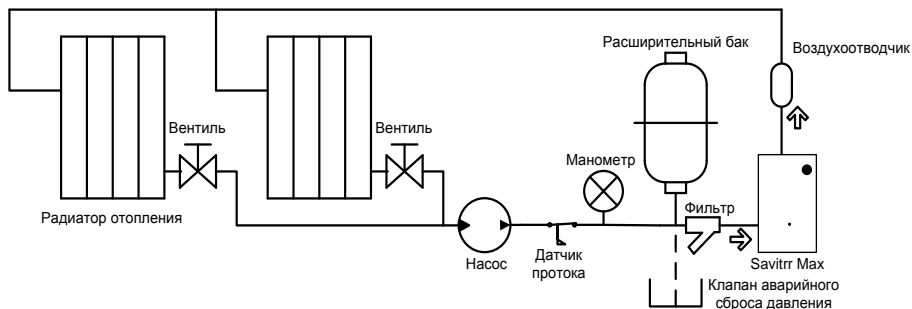 Расширительный бак
Воздухоотводчик
Вентиль
Вентиль
Манометр
Радиатор отопления
Фильтр
Насос
Датчик
протока
Savitrr Max
Клапан аварийного
сброса давления